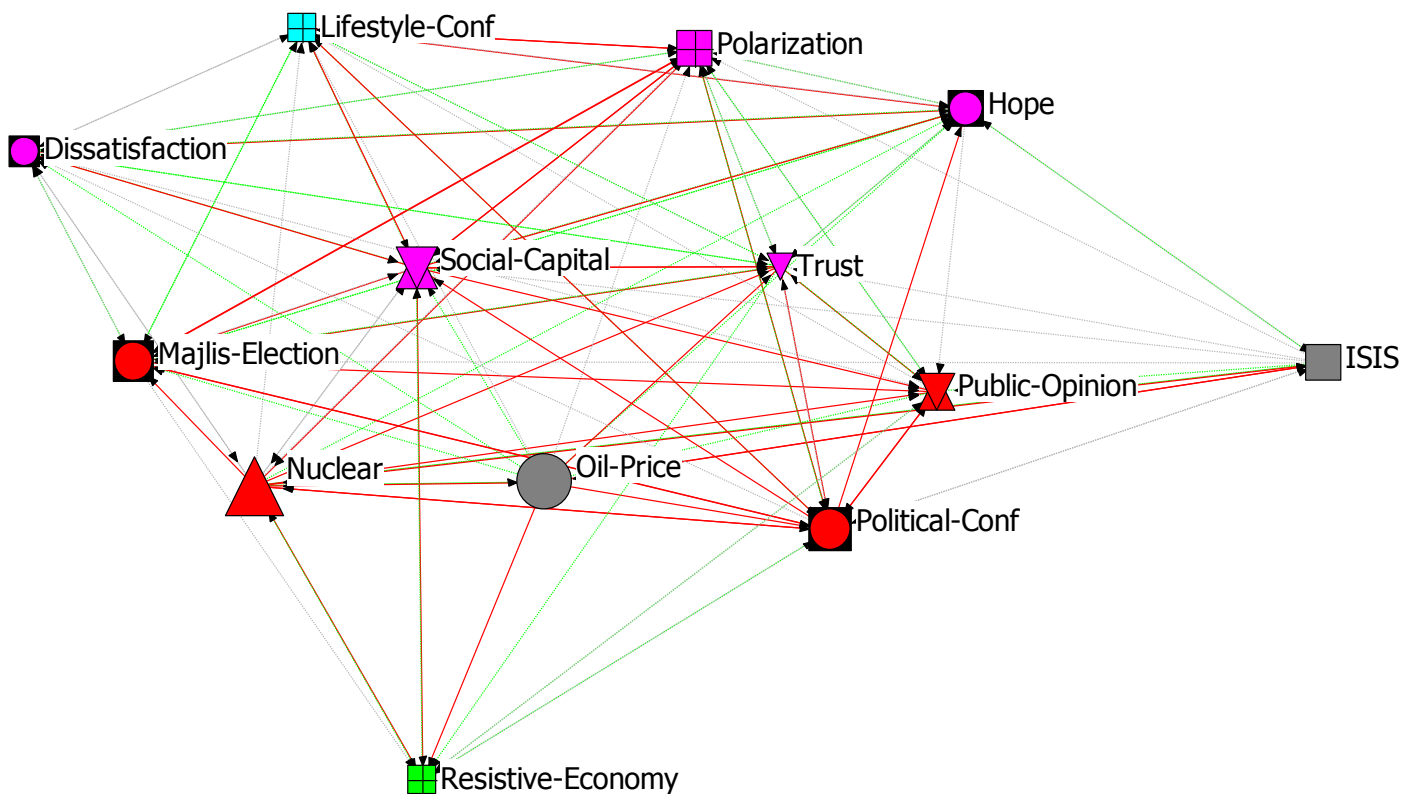 Lifestyle-Conf
Polarization
Hope
Dissatisfaction
Social-Capital
Trust
Majlis-Election
ISIS
Public-Opinion
Nuclear
Oil-Price
Political-Conf
Resistive-Economy